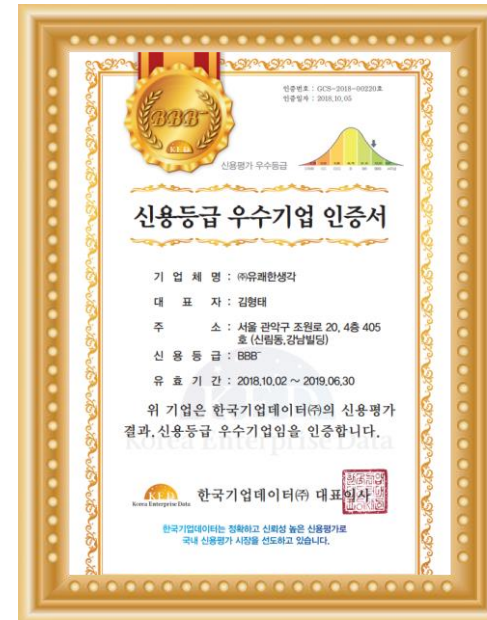 인증번호 : GCS-2018-00220호
인증일자 : 2018.10.05
BBB-
KED
신용평가 우수등급
신용등급 우수기업 인증서
기 업 체 명 : ㈜유쾌한생각
대 표 자 : 김형태
주 소 : 서울 관악구 조원로 20, 4층 405
호 (신림동,강남빌딩)
신 용 등 급 : BBB-
유 효 기 간 : 2018.10.02 ~ 2019.06.30
위 기업은 한국기업데이터㈜의 신용평가
결과, 신용등급 우수기업임을 인증합니다.
Korea Enterprise Data
KED
Korea Enterprise Data
한국기업데이터㈜ 대표이사
한국기업데이터는 정확하고 신뢰성 높은 신용평가로
국내 신용평가 시장을 선도하고 있습니다.